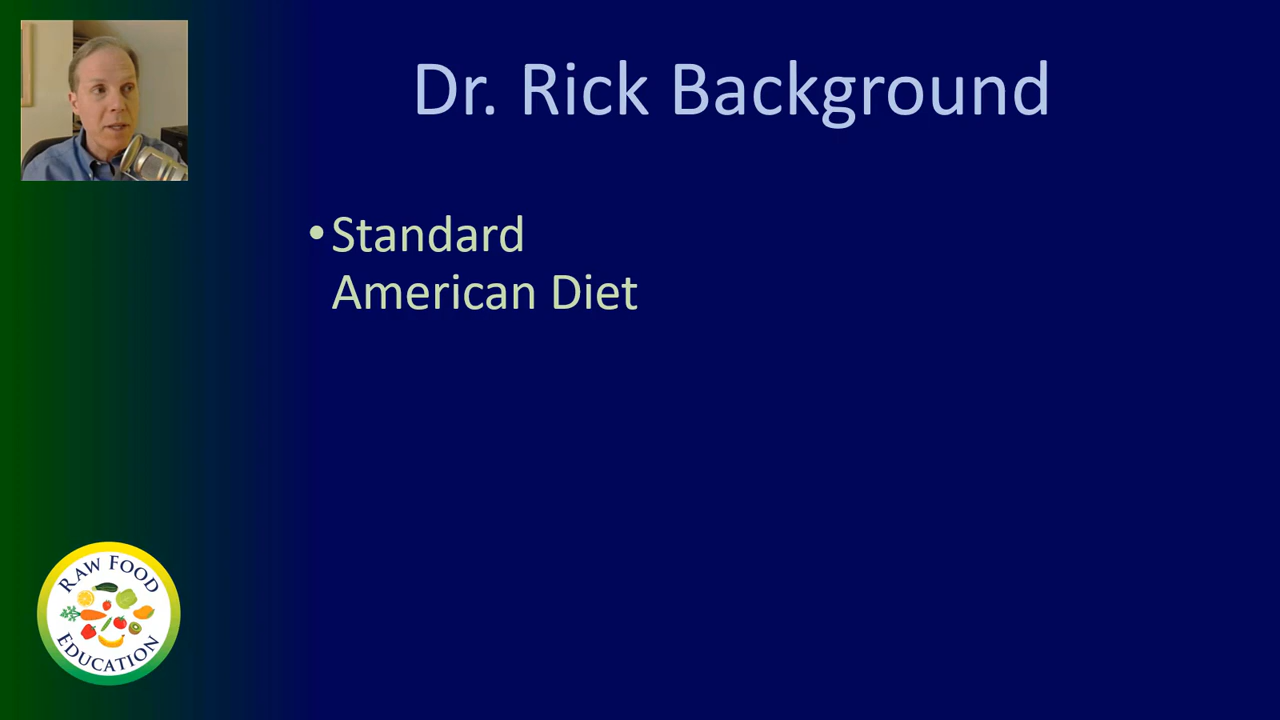 Dr. Rick Background
• Standard
American Diet
RAW FOOD
EDUCATION